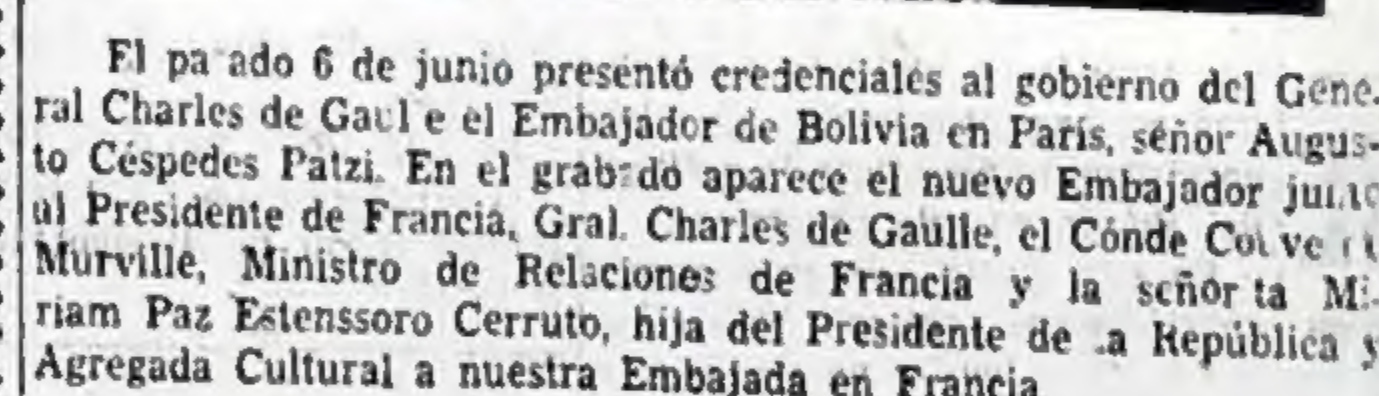 El pasado 6 de junio presentó credenciales al gobierno del Gene-
ral Charles de Gaulle el Embajador de Bolivia en París, señor Augus-
to Céspedes Patzi. En el grabado aparece el nuevo Embajador junto
al Presidente de Francia, Gral. Charles de Gaulle, el Cónde Couve
Murville, Ministro de Relaciones de Francia y la señorita Mi-
riam Paz Estenssoro Cerruto, hija del Presidente de la República y
Agregada Cultural a nuestra Embajada en Francia